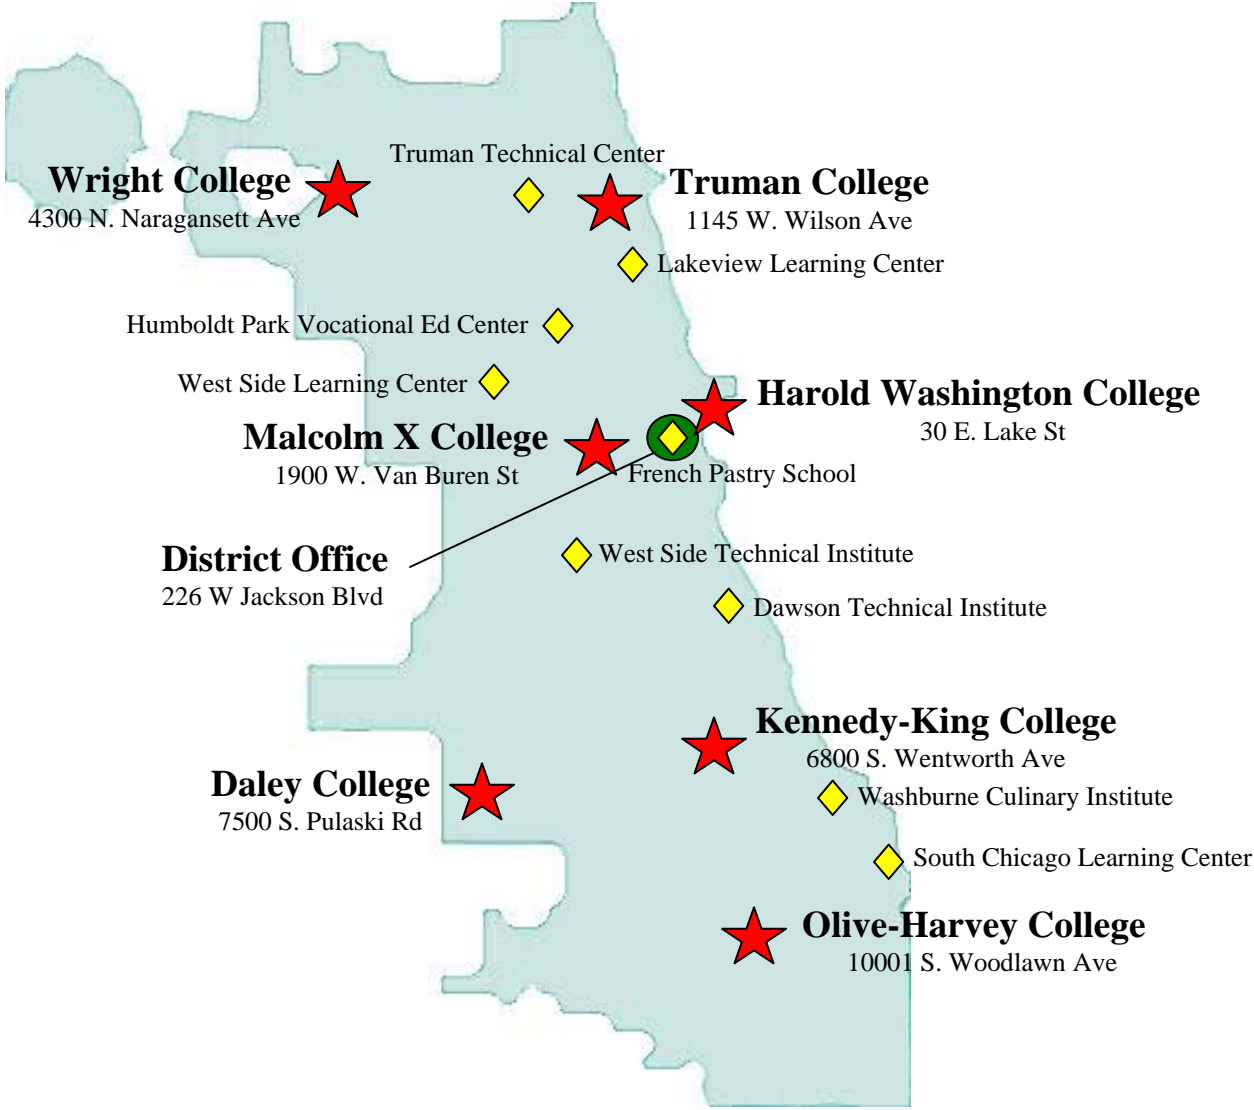 Truman Technical Center
Wright College
4300 N. Naragansett Ave
Truman College
1145 W. Wilson Ave
Lakeview Learning Center
Humboldt Park Vocational Ed Center
West Side Learning Center
Harold Washington College
30 E. Lake St
Malcolm X College
1900 W. Van Buren St
French Pastry School
District Office
226 W Jackson Blvd
West Side Technical Institute
Dawson Technical Institute
Kennedy-King College
6800 S. Wentworth Ave
Daley College
7500 S. Pulaski Rd
Washburne Culinary Institute
South Chicago Learning Center
Olive-Harvey College
10001 S. Woodlawn Ave